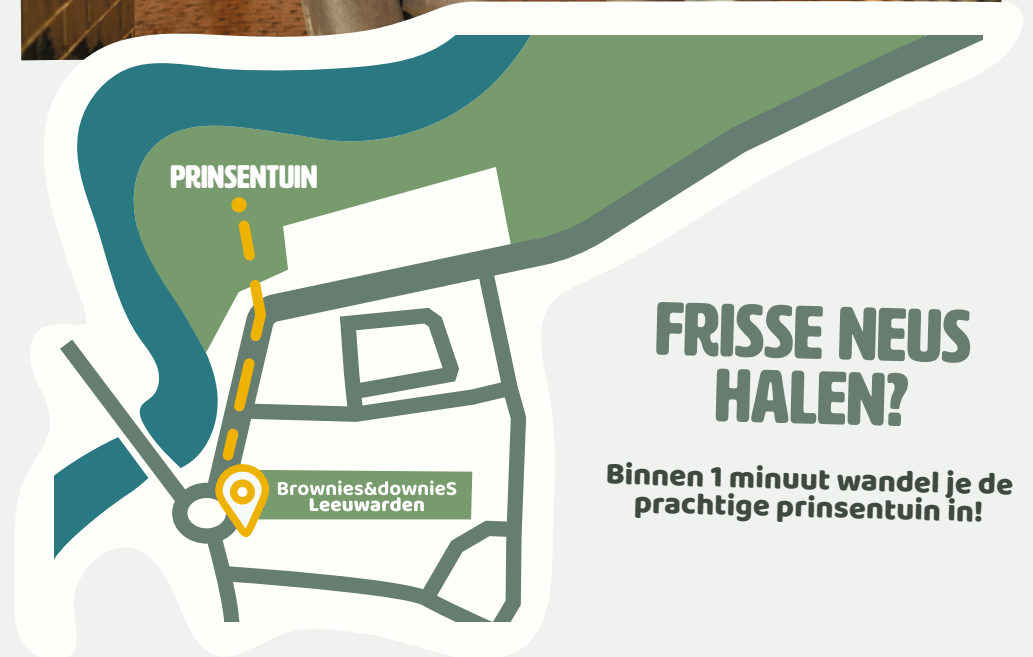 PRINSENTUIN
FRISSE NEUS
HALEN?
Binnen 1 minuut wandel je de
prachtige prinsentuin in!
Brownies&downieS
Leeuwarden